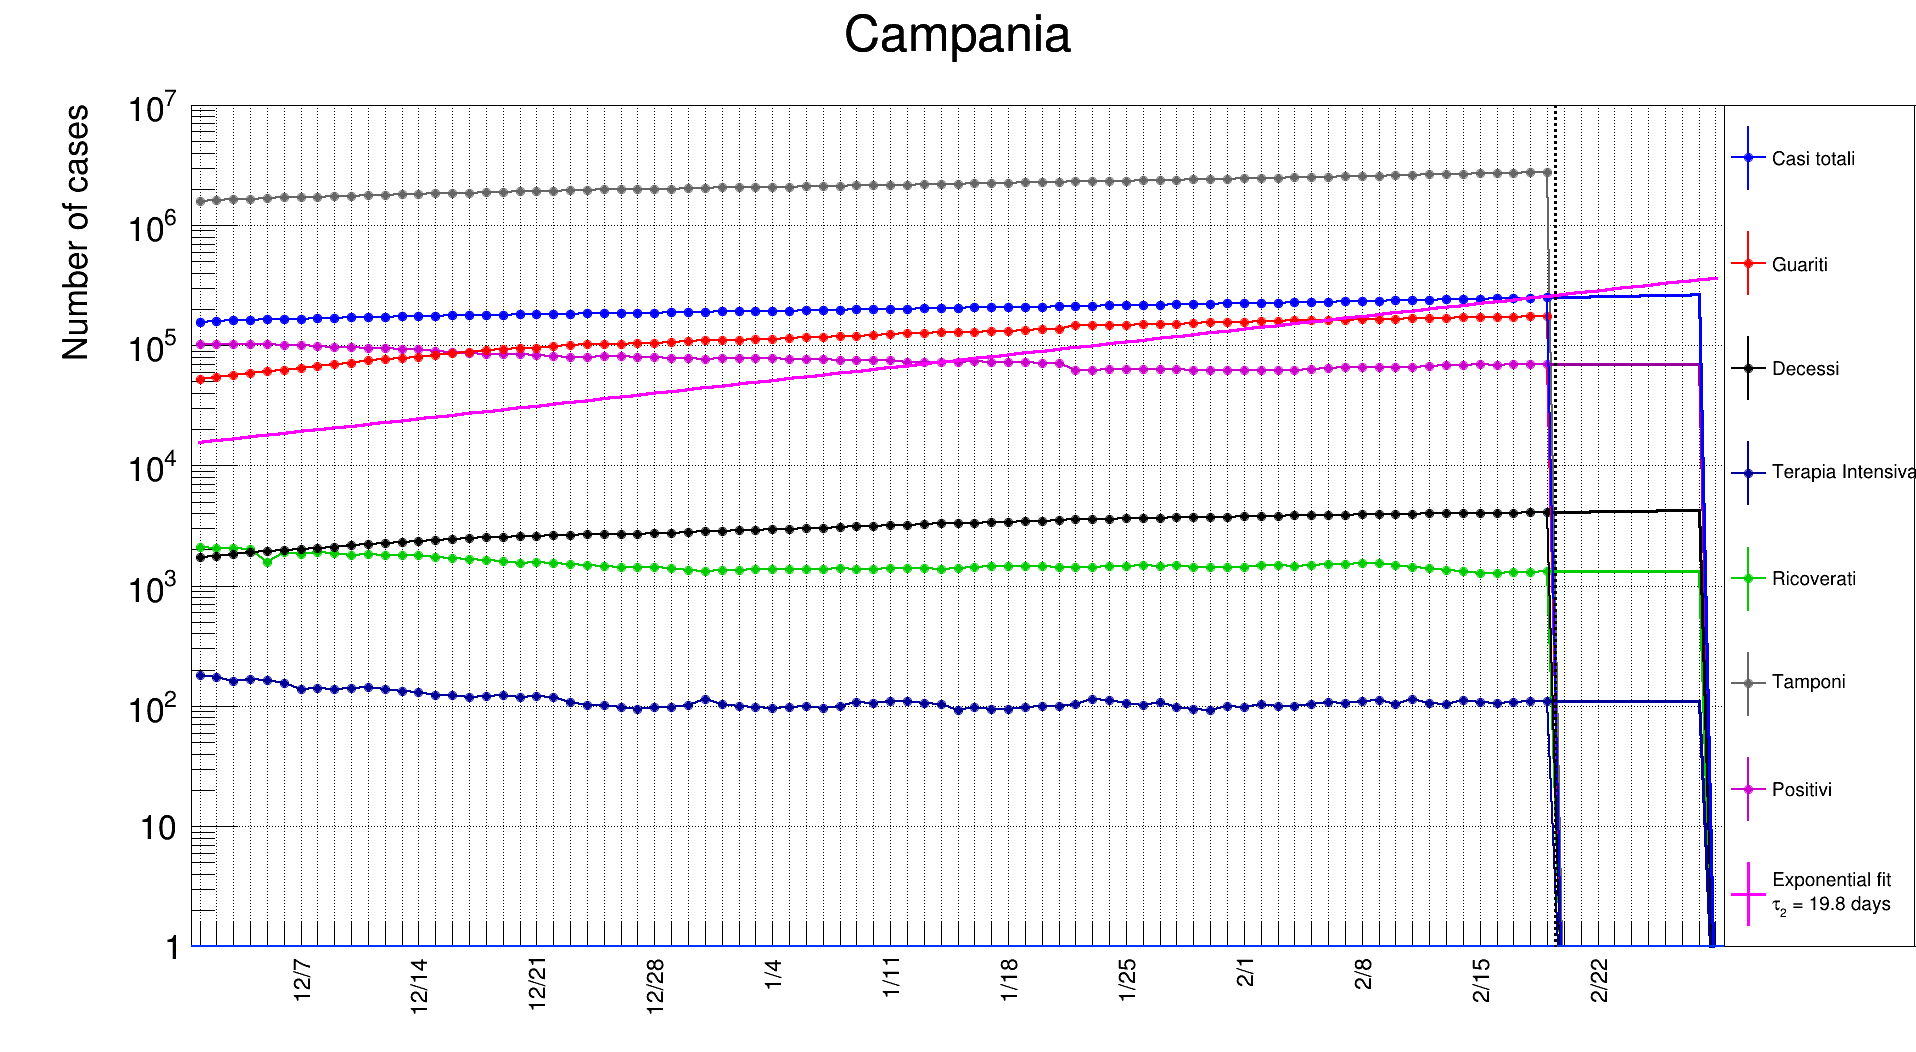 Campania
Number of cases
10^7
10^6
10^5
10^4
10^3
10^2
10
1
12/7
12/14
12/21
12/28
1/4
1/11
1/18
1/25
2/1
2/8
2/15
2/22
Casi totali
Guariti
Decessi
Terapia Intensiva
Ricoverati
Tamponi
Positivi
Exponential fit
τ₂ = 19.8 days